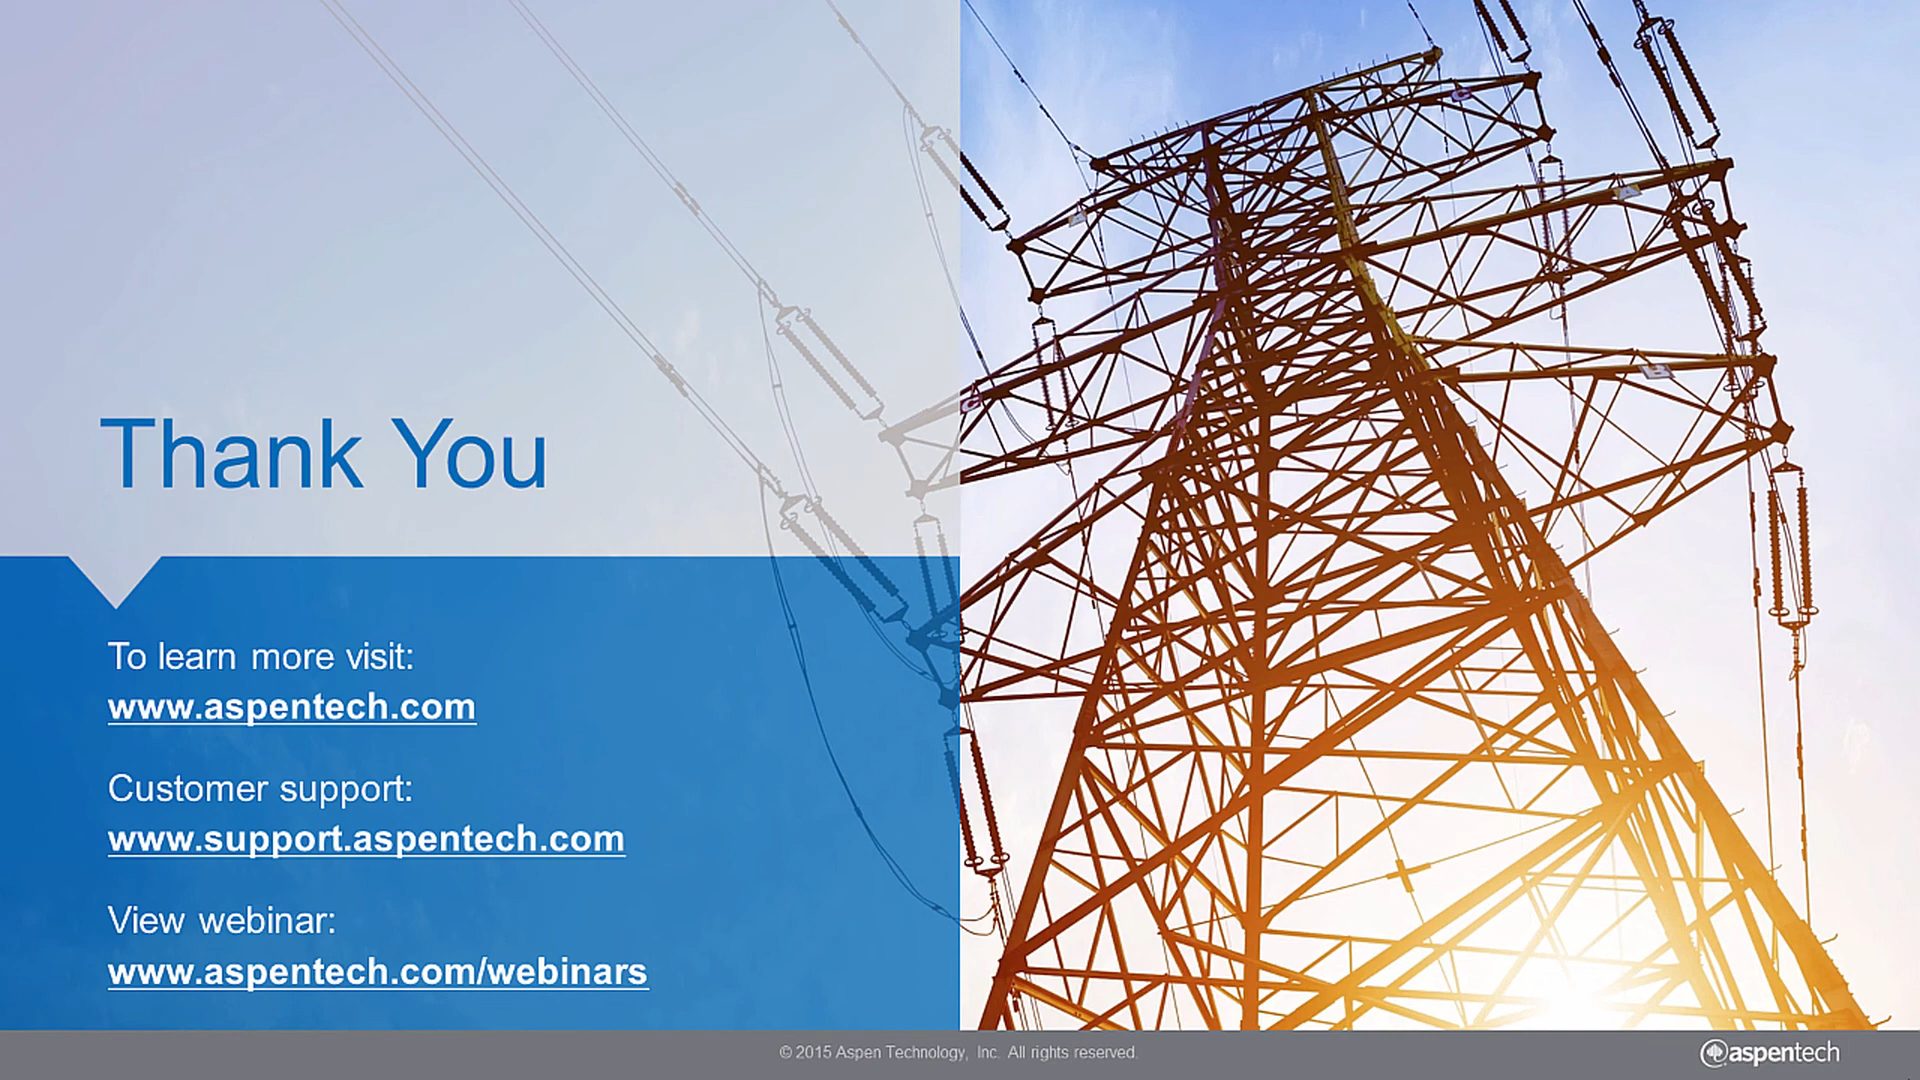 Thank You
To learn more visit:
www.aspentech.com
Customer support:
www.support.aspentech.com
View webinar:
www.aspentech.com/webinars
© 2015 Aspen Technology, Inc. All rights reserved.
aspentech